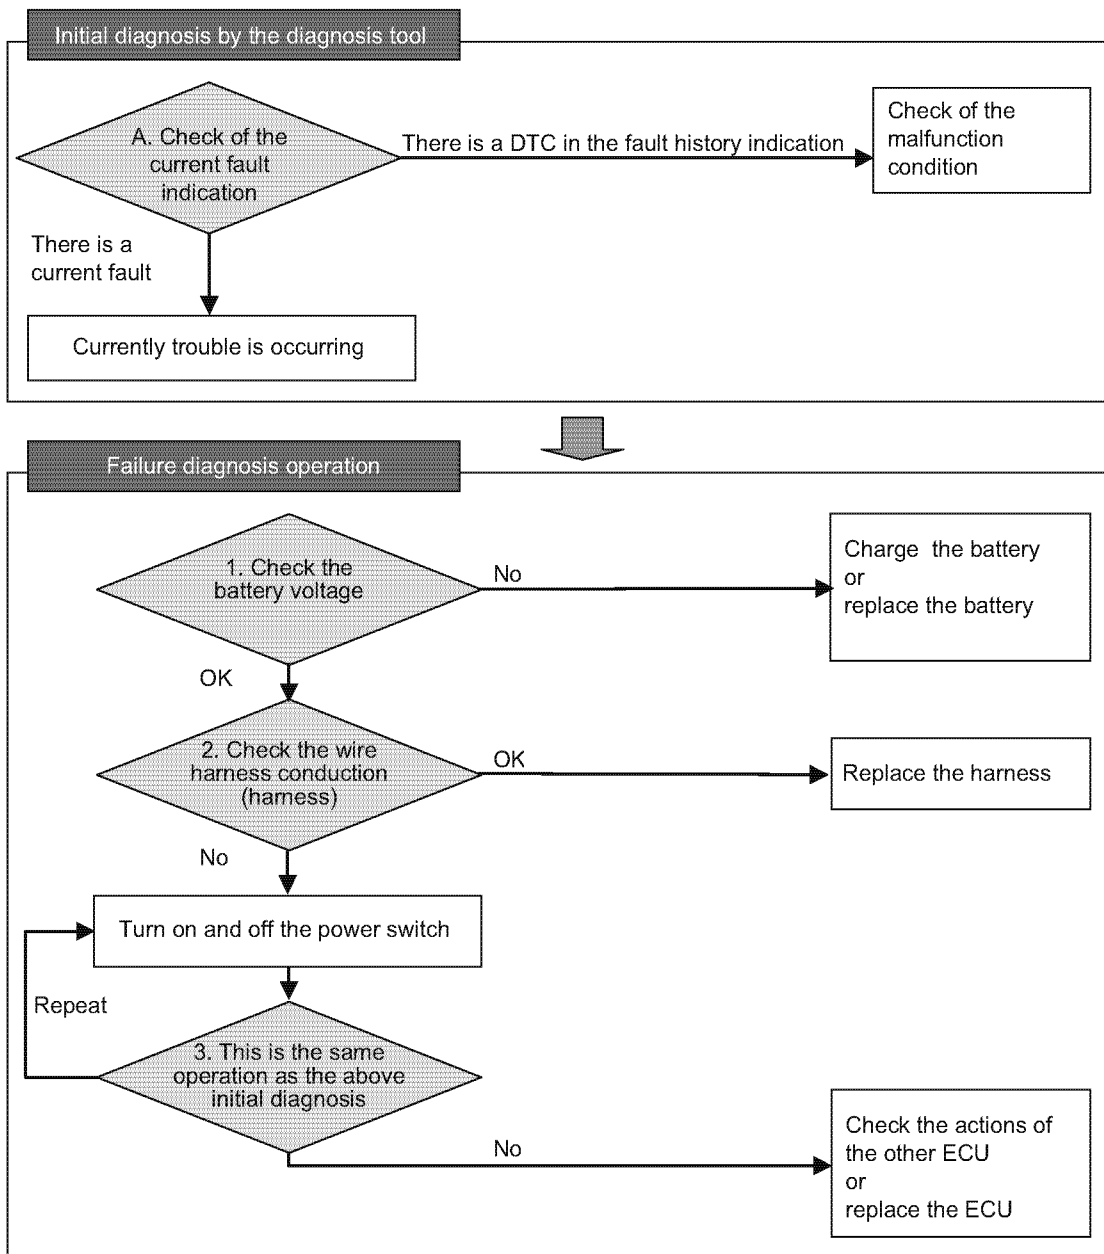 Initial diagnosis by the diagnosis tool
A. Check of the
current fault
indication
There is a DTC in the fault history indication
Check of the
malfunction
condition
There is a
current fault
Currently trouble is occurring
Failure diagnosis operation
1. Check the
battery voltage
No
Charge the battery
or
replace the battery
OK
2. Check the wire
harness conduction
(harness)
OK
Replace the harness
No
Turn on and off the power switch
Repeat
3. This is the same
operation as the above
initial diagnosis
No
Check the actions of
the other ECU
or
replace the ECU